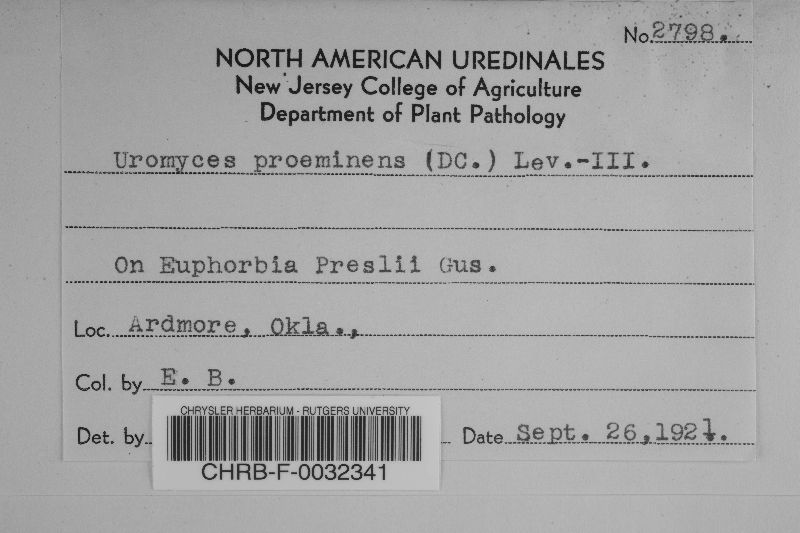 No. 2798.
NORTH AMERICAN UREDINALES
New Jersey College of Agriculture
Department of Plant Pathology
Uromyces proeminens (DC.) Lev.-III.
On Euphorbia Preslii Gus.
Loc. Ardmore, Okla.,
Col. by E. B.
Det. by
Date Sept. 26, 1921.
CHRYSLER HERBARIUM - RUTGERS UNIVERSITY
CHRB-F-0032341